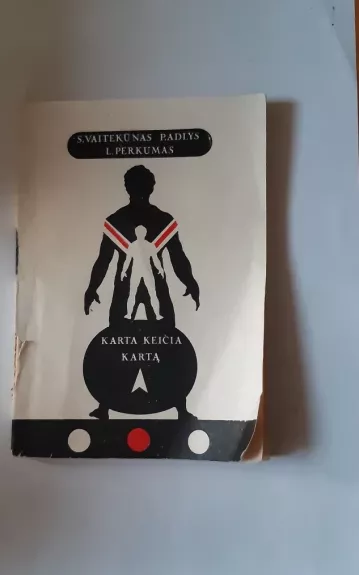 S.VAITEKŪNAS P.ADLYS
L.PERKUMAS
KARTA KEIČIA
KARTĄ